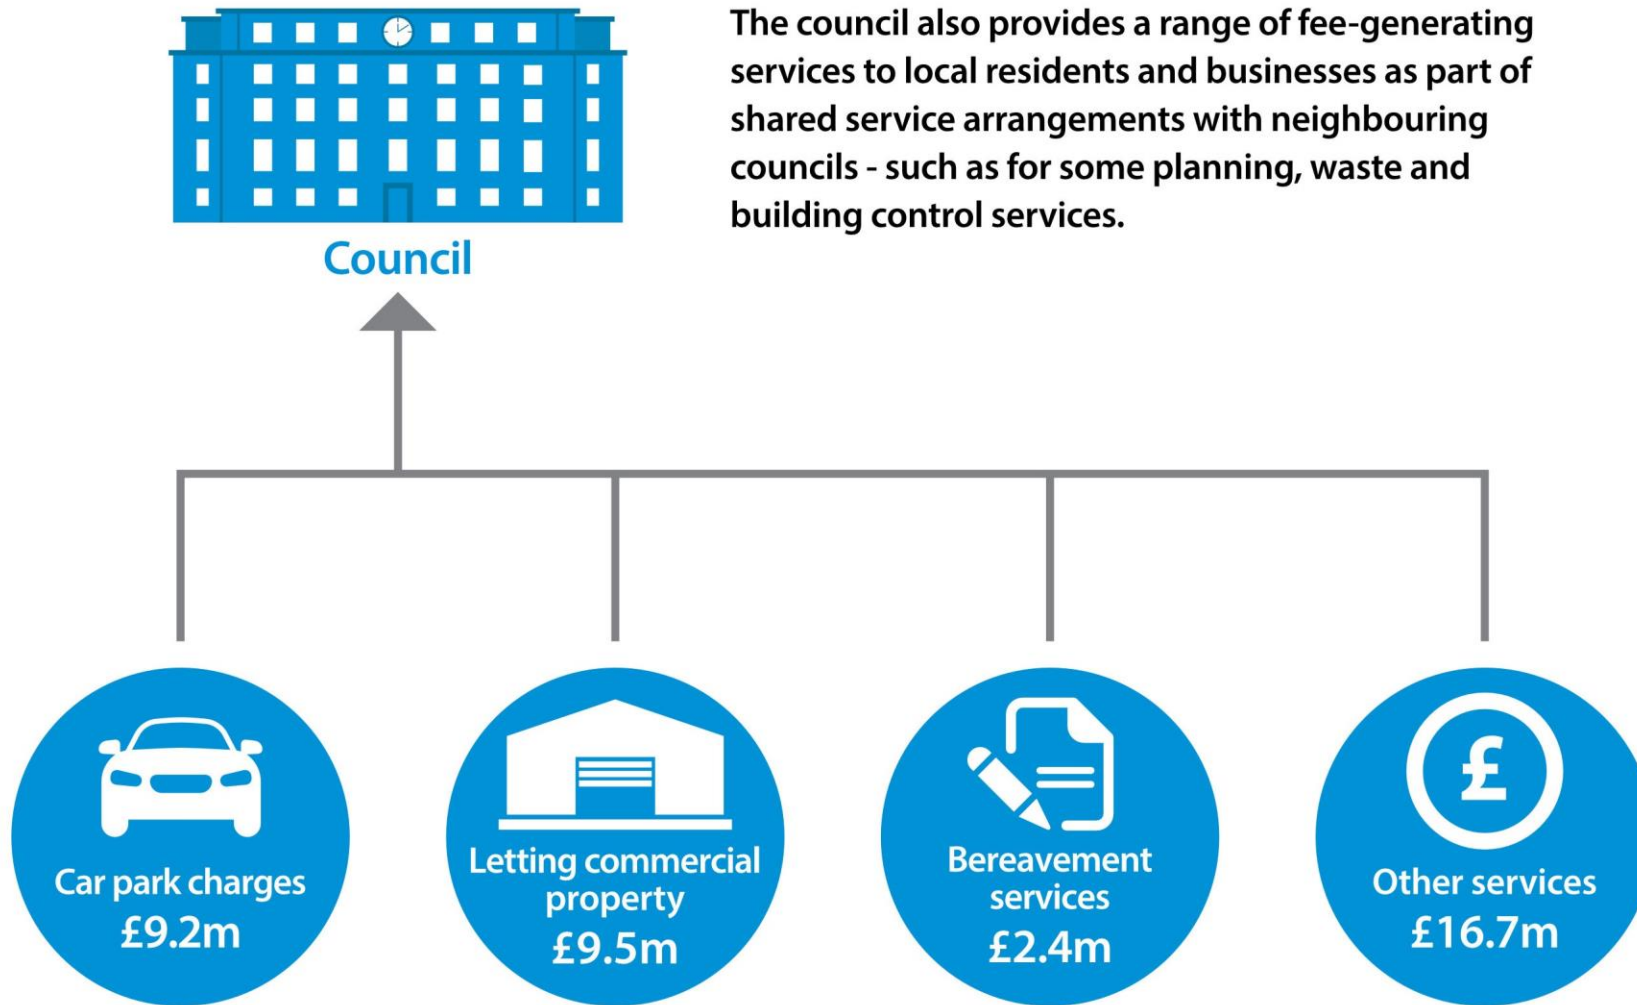 The council also provides a range of fee-generating
services to local residents and businesses as part of
shared service arrangements with neighbouring
councils - such as for some planning, waste and
building control services.
Council
Car park charges
£9.2m
Letting commercial
property
£9.5m
Bereavement
services
£2.4m
£
Other services
£16.7m